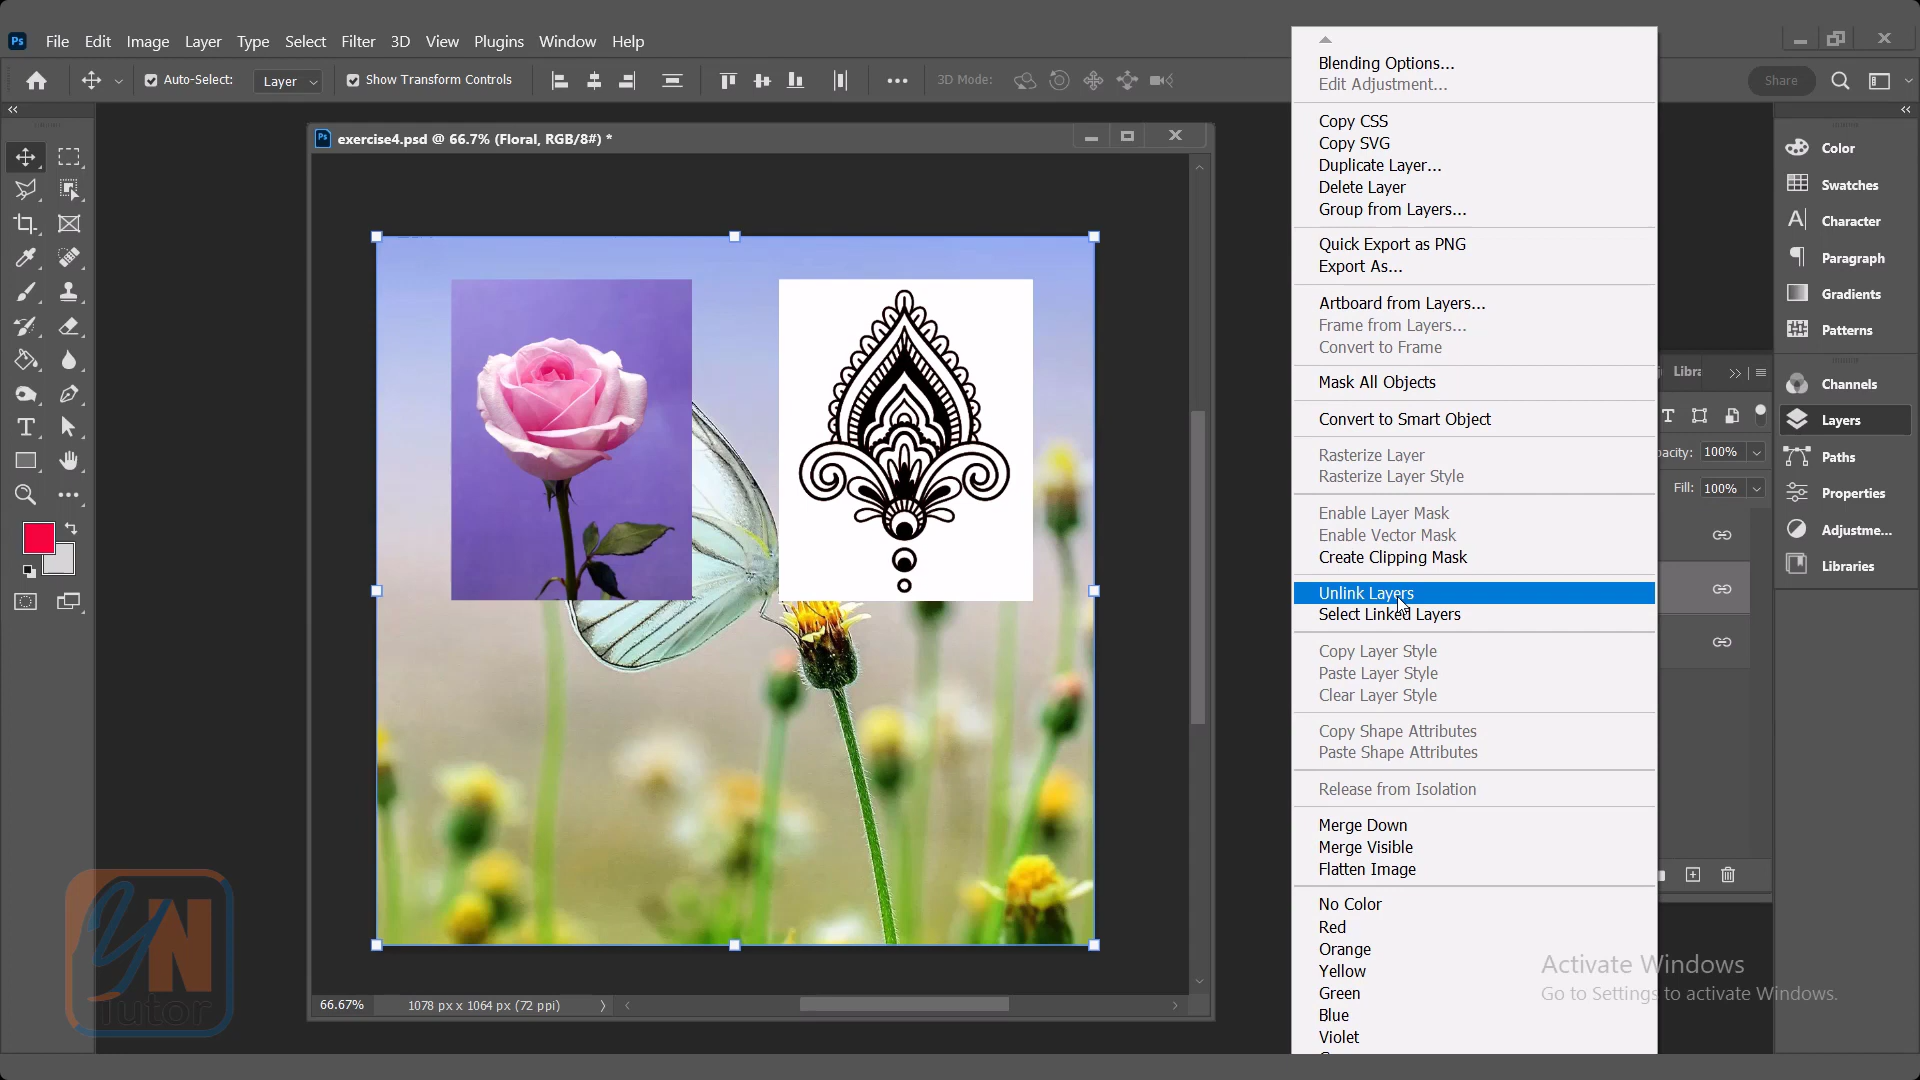 Ps File Edit Image Layer Type Select Filter 3D View Plugins Window Help
Auto-Select: Layer Show Transform Controls 3D Mode: Share
exercise4.psd @ 66.7% (Floral, RGB/8#) *
66.67% 1078 px x 1064 px (72 ppi)
Blending Options...
Edit Adjustment...
Copy CSS
Copy SVG
Duplicate Layer...
Delete Layer
Group from Layers...
Quick Export as PNG
Export As...
Artboard from Layers...
Frame from Layers...
Convert to Frame
Mask All Objects
Convert to Smart Object
Rasterize Layer
Rasterize Layer Style
Enable Layer Mask
Enable Vector Mask
Create Clipping Mask
Unlink Layers
Select Linked Layers
Copy Layer Style
Paste Layer Style
Clear Layer Style
Copy Shape Attributes
Paste Shape Attributes
Release from Isolation
Merge Down
Merge Visible
Flatten Image
No Color
Red
Orange
Yellow
Green
Blue
Violet
Libra
pacity: 100%
Fill: 100%
Color
Swatches
Character
Paragraph
Gradients
Patterns
Channels
Layers
Paths
Properties
Adjustme...
Libraries
Activate Windows
Go to Settings to activate Windows.
YN
Tutor